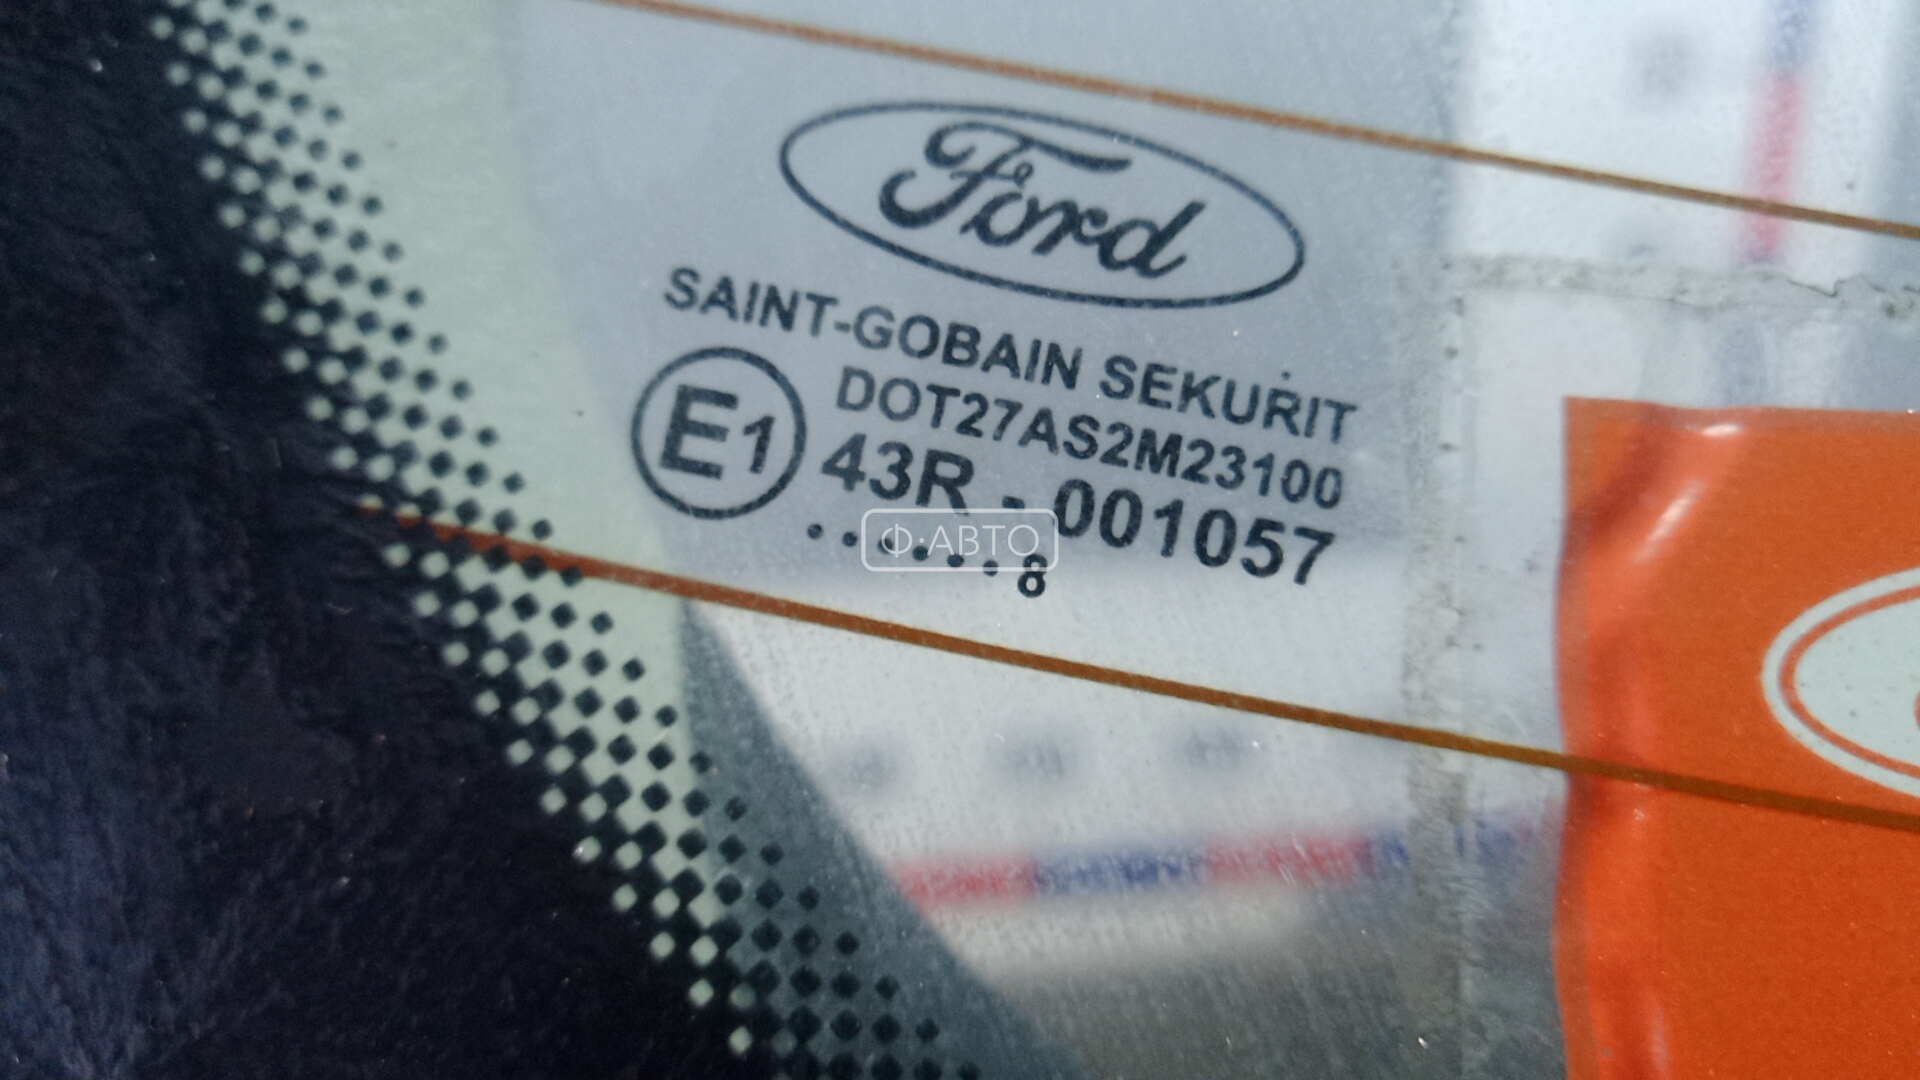 Ford
SAINT-GOBAIN SEKURIT
DOT27AS2M23100
E1
43R - 001057
.......8
Ф·АВТО